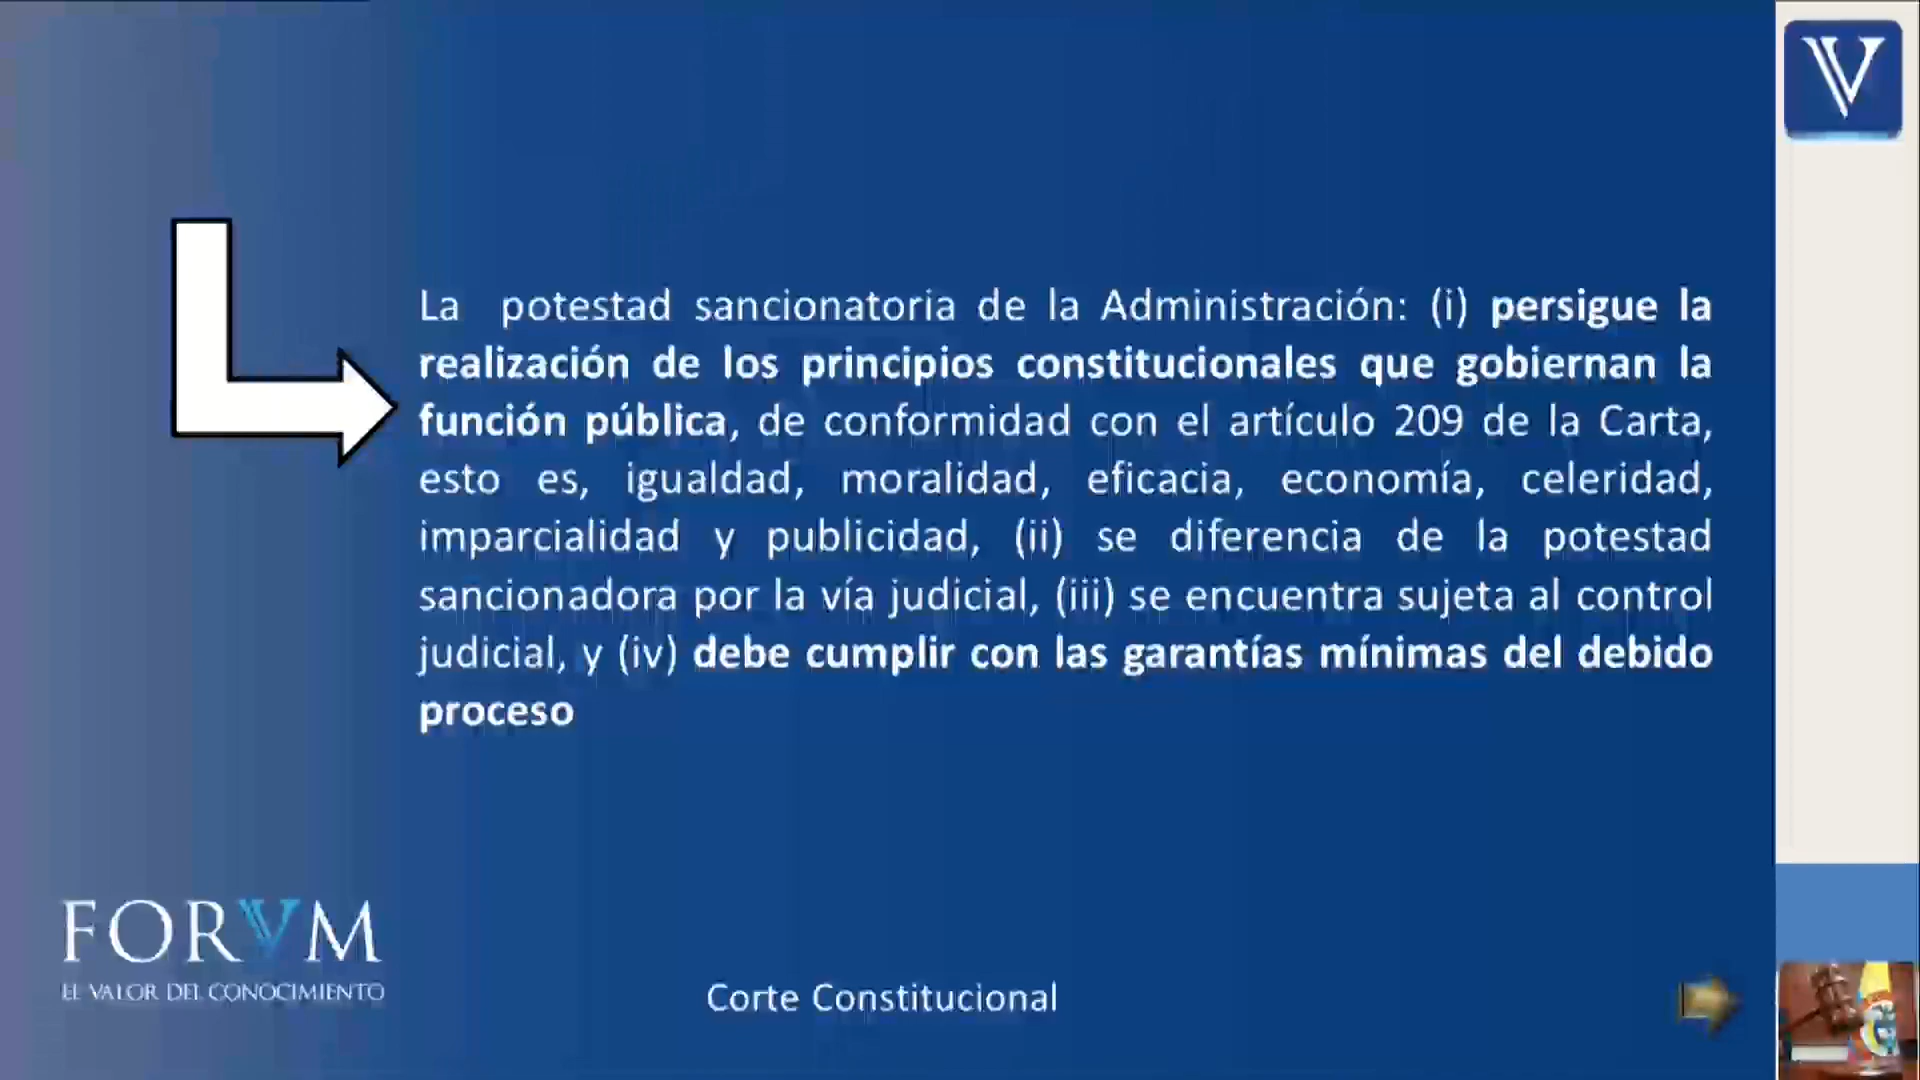 V
La potestad sancionatoria de la Administración: (i) persigue la
realización de los principios constitucionales que gobiernan la
función pública, de conformidad con el artículo 209 de la Carta,
esto es, igualdad, moralidad, eficacia, economía, celeridad,
imparcialidad y publicidad, (ii) se diferencia de la potestad
sancionadora por la vía judicial, (iii) se encuentra sujeta al control
judicial, y (iv) debe cumplir con las garantías mínimas del debido
proceso
FORVM
EL VALOR DEL CONOCIMIENTO
Corte Constitucional